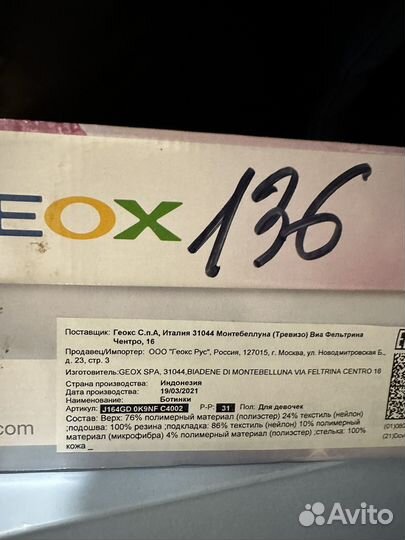 EOX 136
Поставщик: Геокс С.п.А, Италия 31044 Монтебеллуна (Тревизо) Виа Фельтрина
Чентро, 16
Продавец/Импортер: ООО "Геокс Рус", Россия, 127015, г. Москва, ул. Новодмитровская Б.,
д. 23, стр. 3
Изготовитель:GEOX SPA, 31044,BIADENE DI MONTEBELLUNA VIA FELTRINA CENTRO 16
Страна: Индонезия
Дата изготовления: 19/03/2021
Наименование: Ботинки
Артикул: J164GD 0K9NF C4002 Р-Р: 31 Пол: Для девочек
Состав: Верх: 76% полимерный материал (полиэстер) 24% текстиль (нейлон)
;подошва: 100% резина ;подкладка: 86% текстиль (нейлон) 10% полимерный
материал (микрофибра) 4% полимерный материал (полиэстер) ;стелька: 100%
кожа _
.com
Avito